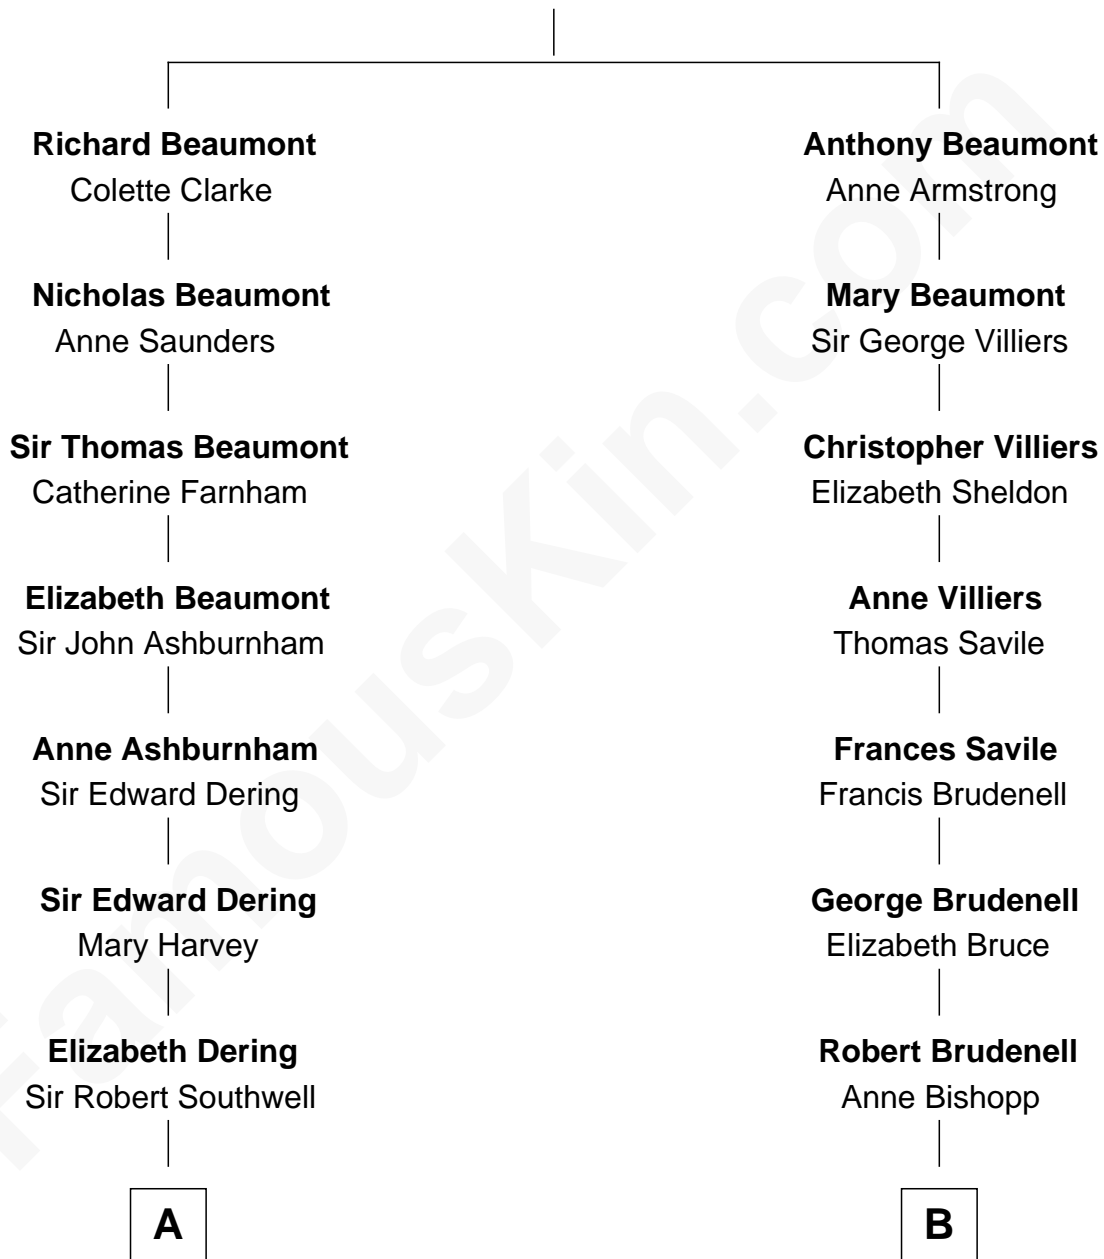 Richard Beaumont
Colette Clarke
Nicholas Beaumont
Anne Saunders
Sir Thomas Beaumont
Catherine Farnham
Elizabeth Beaumont
Sir John Ashburnham
Anne Ashburnham
Sir Edward Dering
Sir Edward Dering
Mary Harvey
Elizabeth Dering
Sir Robert Southwell
A
Anthony Beaumont
Anne Armstrong
Mary Beaumont
Sir George Villiers
Christopher Villiers
Elizabeth Sheldon
Anne Villiers
Thomas Savile
Frances Savile
Francis Brudenell
George Brudenell
Elizabeth Bruce
Robert Brudenell
Anne Bishopp
B
FamousKin.com